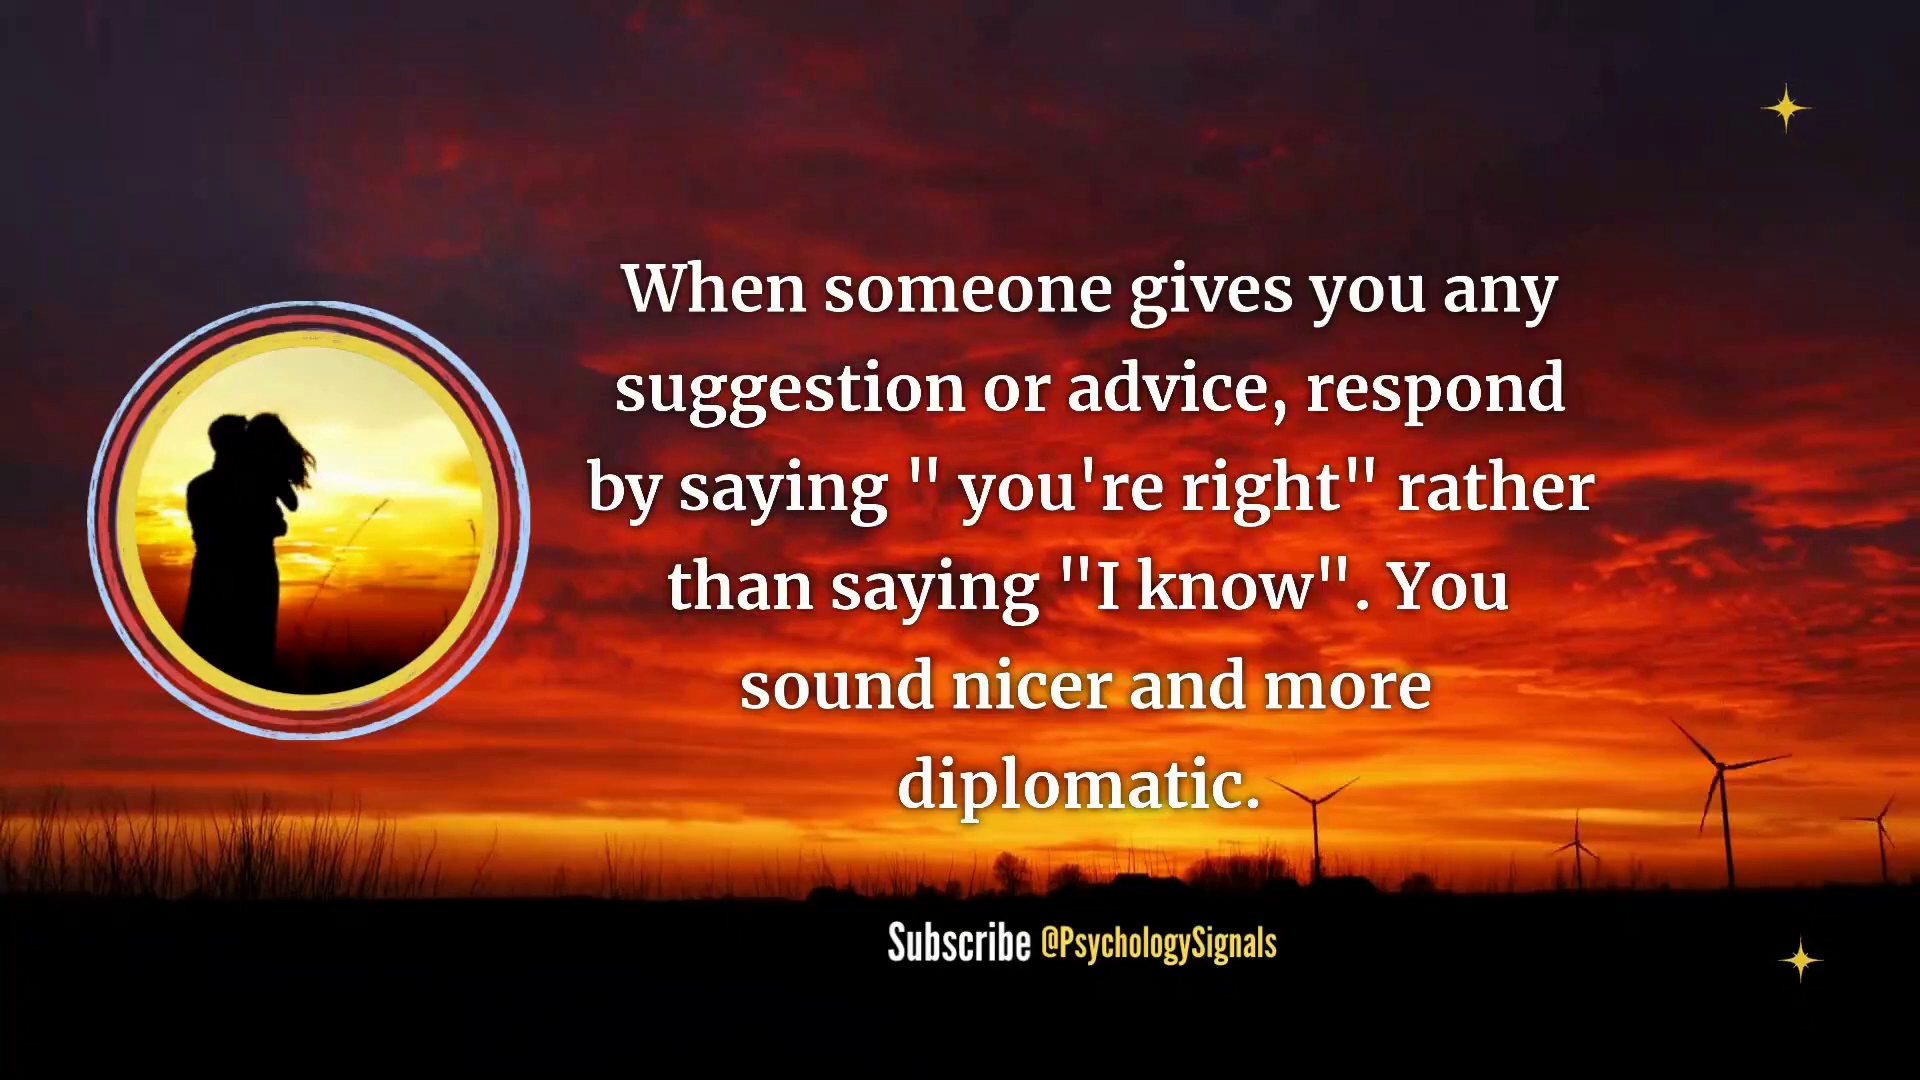 When someone gives you any
suggestion or advice, respond
by saying " you're right" rather
than saying "I know". You
sound nicer and more
diplomatic.
Subscribe @PsychologySignals